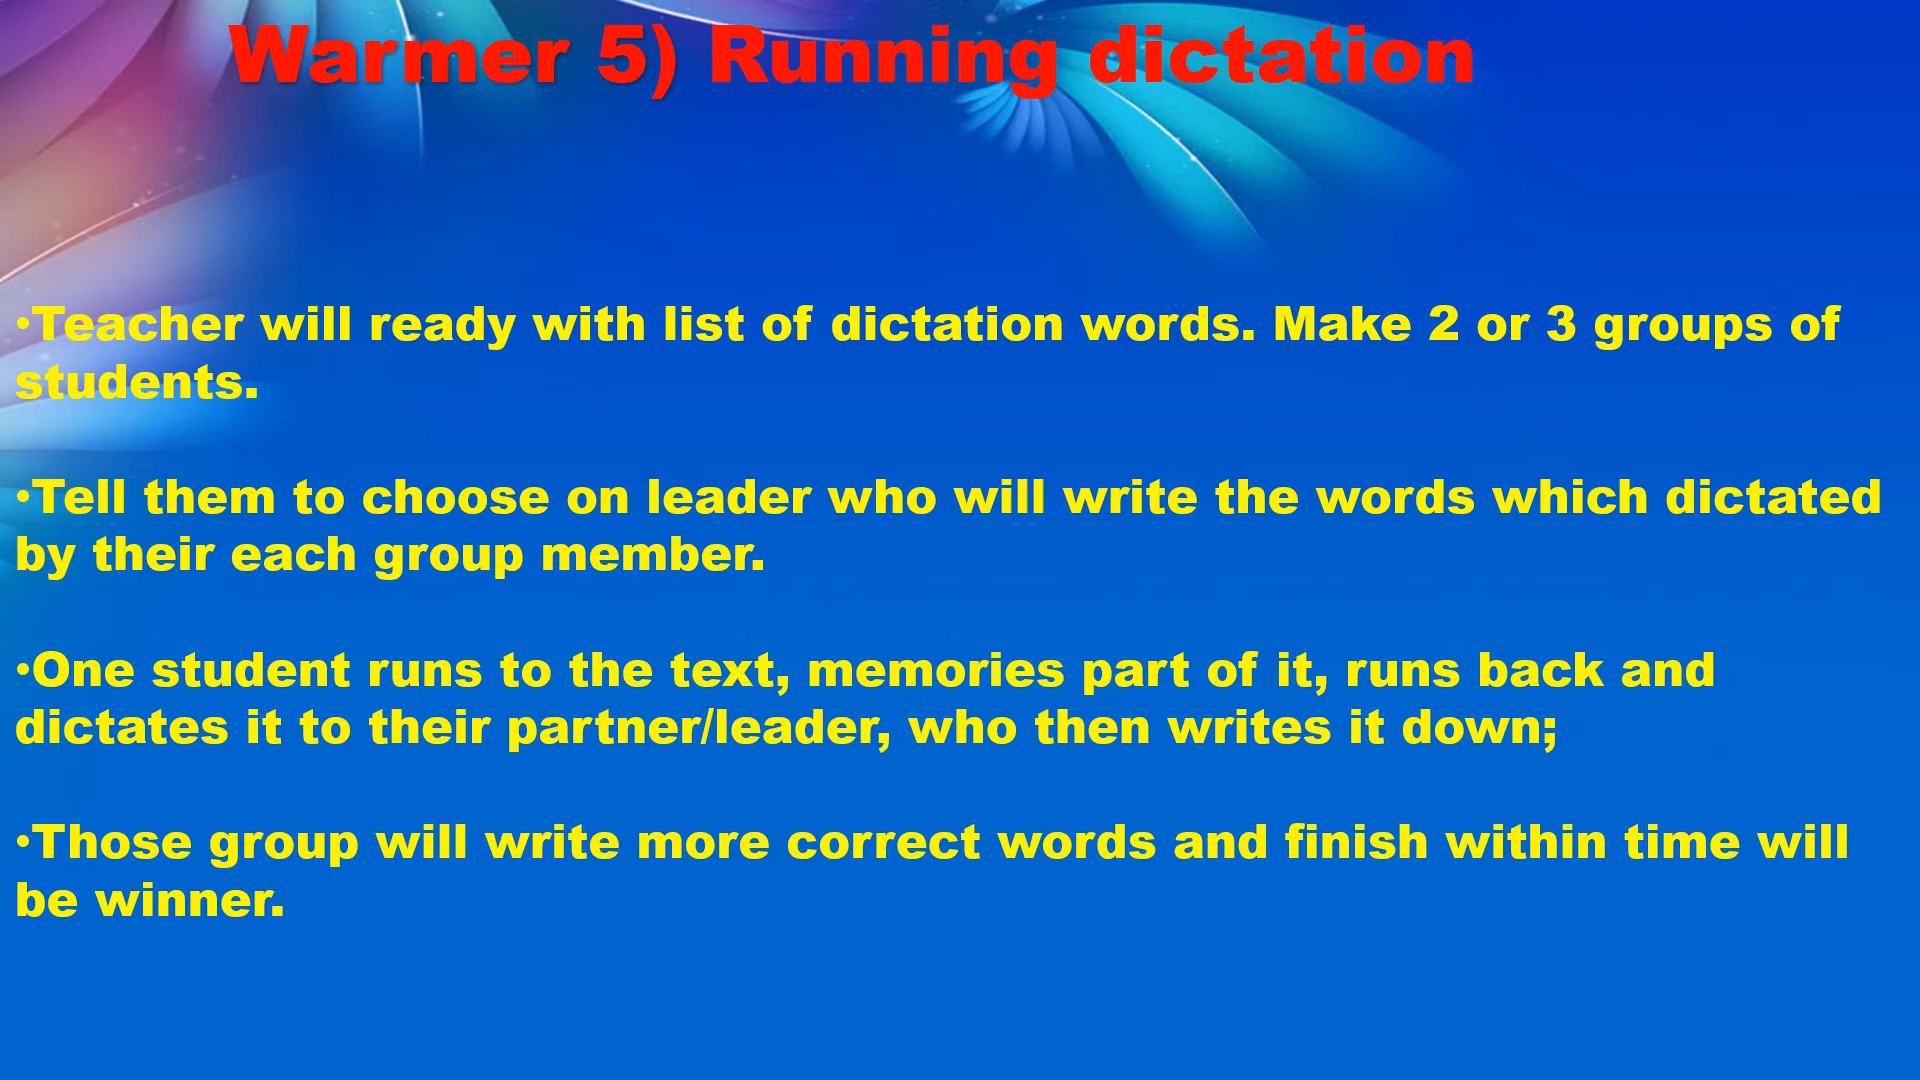 Warmer 5) Running dictation
•Teacher will ready with list of dictation words. Make 2 or 3 groups of
students.
•Tell them to choose on leader who will write the words which dictated
by their each group member.
•One student runs to the text, memories part of it, runs back and
dictates it to their partner/leader, who then writes it down;
•Those group will write more correct words and finish within time will
be winner.